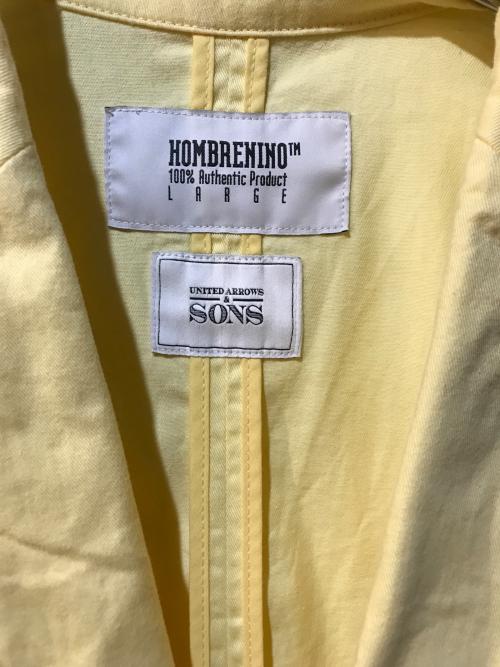 HOMBRENINO™
100% Authentic Product
LARGE
UNITED ARROWS
&
SONS